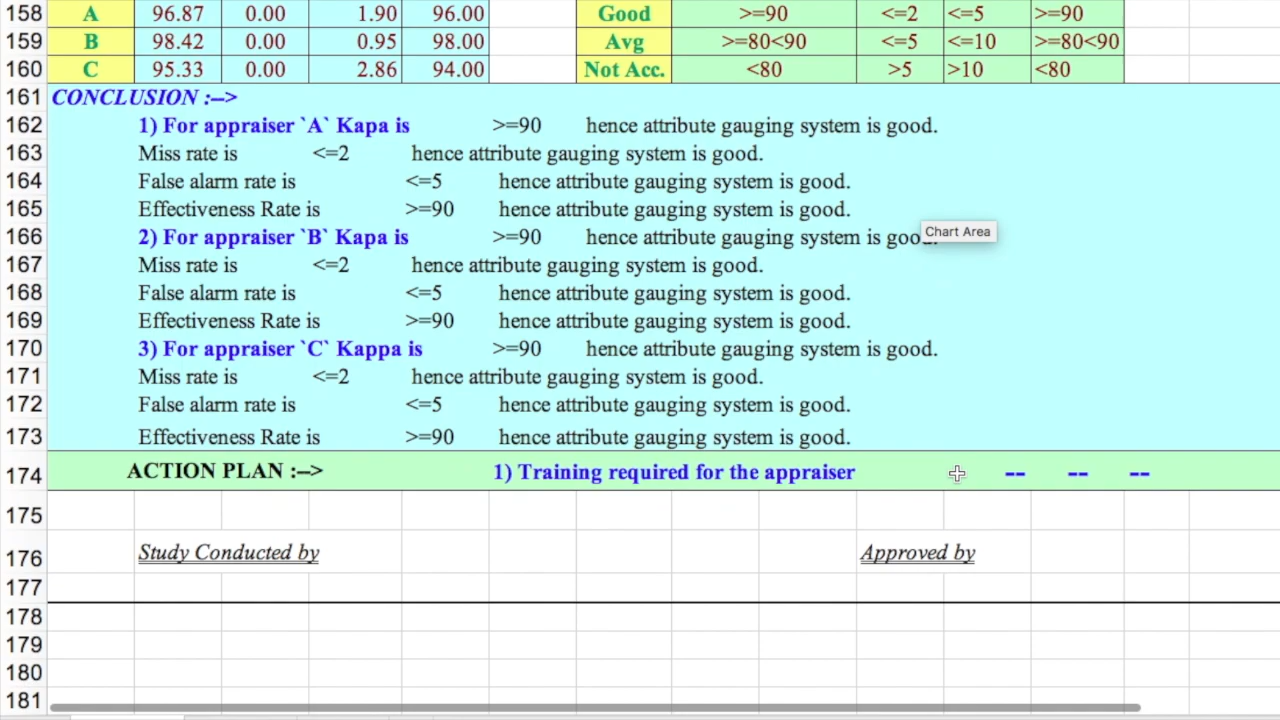 158 A 96.87 0.00 1.90 96.00 Good >=90 <=2 <=5 >=90
159 B 98.42 0.00 0.95 98.00 Avg >=80<90 <=5 <=10 >=80<90
160 C 95.33 0.00 2.86 94.00 Not Acc. <80 >5 >10 <80
161 CONCLUSION :-->
162 1) For appraiser `A` Kapa is >=90 hence attribute gauging system is good.
163 Miss rate is <=2 hence attribute gauging system is good.
164 False alarm rate is <=5 hence attribute gauging system is good.
165 Effectiveness Rate is >=90 hence attribute gauging system is good.
166 2) For appraiser `B` Kapa is >=90 hence attribute gauging system is good.
Chart Area
167 Miss rate is <=2 hence attribute gauging system is good.
168 False alarm rate is <=5 hence attribute gauging system is good.
169 Effectiveness Rate is >=90 hence attribute gauging system is good.
170 3) For appraiser `C` Kappa is >=90 hence attribute gauging system is good.
171 Miss rate is <=2 hence attribute gauging system is good.
172 False alarm rate is <=5 hence attribute gauging system is good.
173 Effectiveness Rate is >=90 hence attribute gauging system is good.
174 ACTION PLAN :--> 1) Training required for the appraiser -- -- --
175
176 Study Conducted by Approved by
177
178
179
180
181